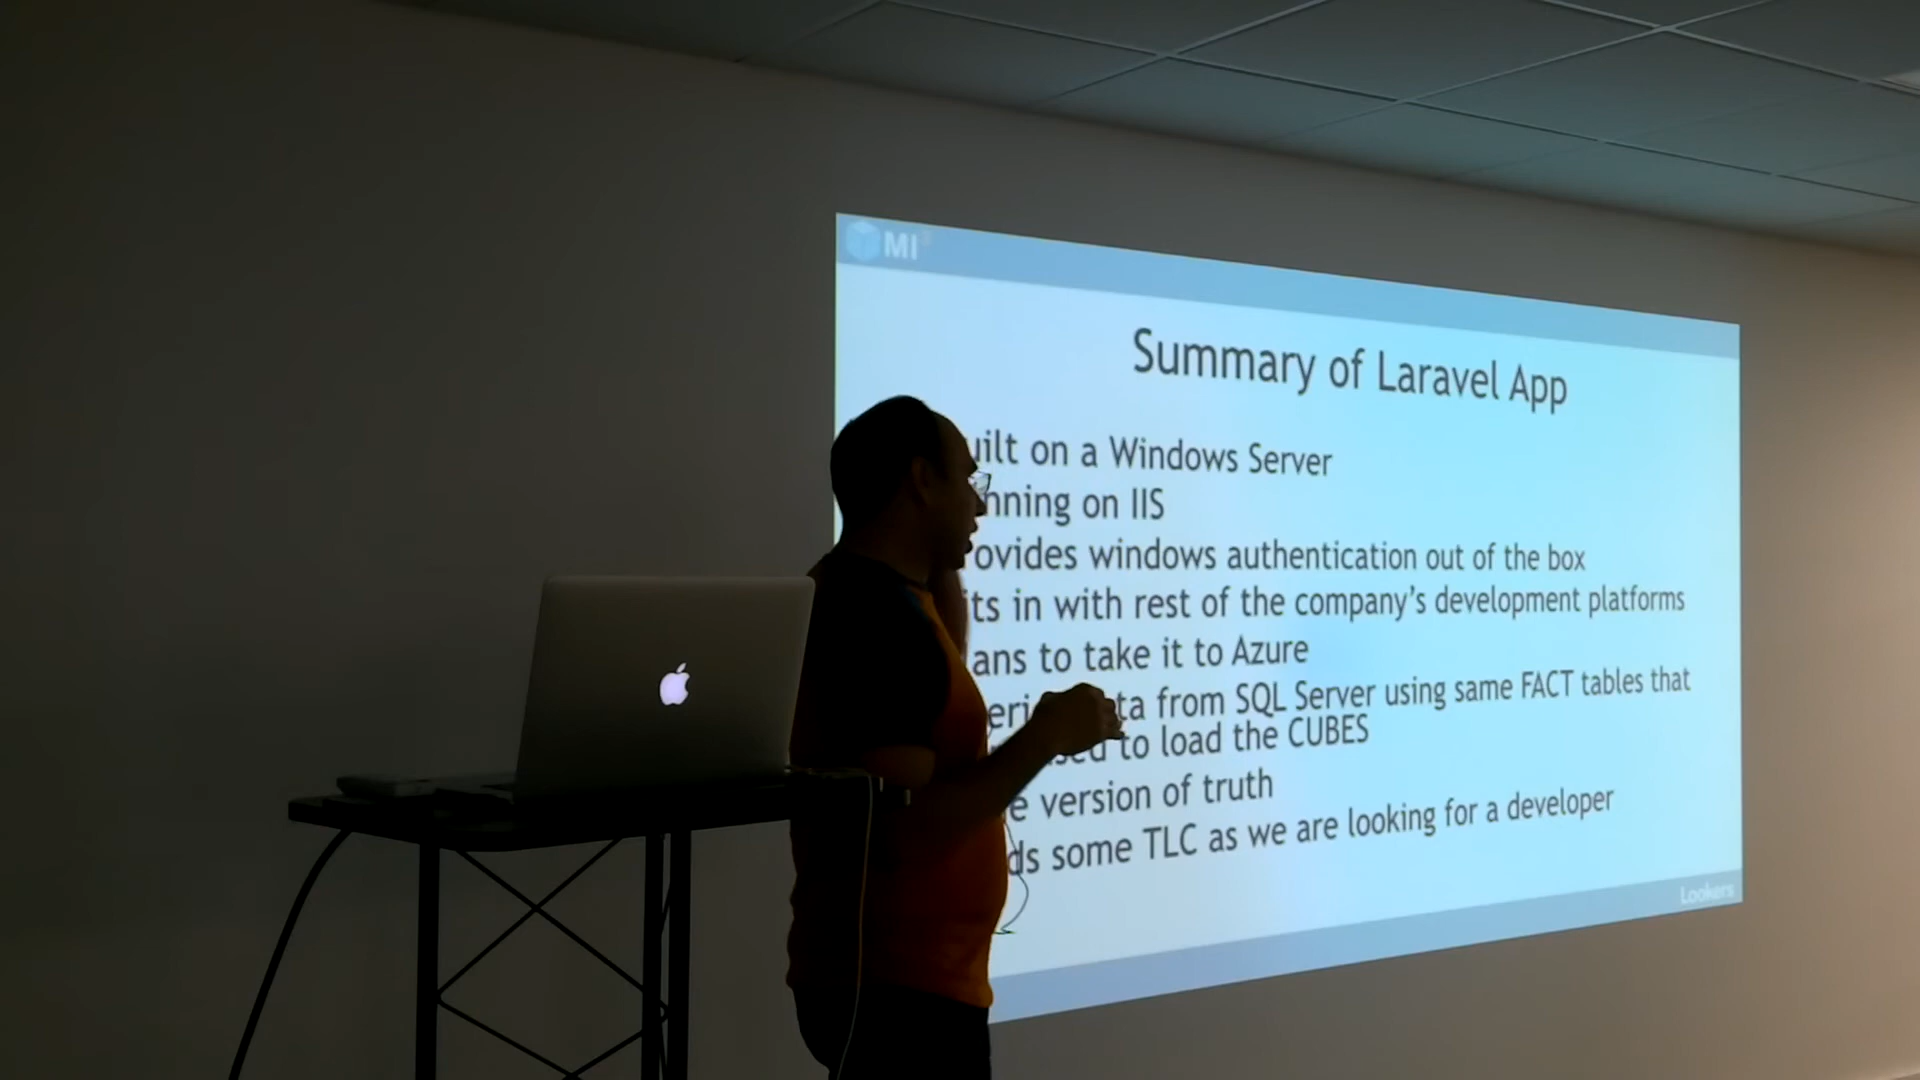 MI
Summary of Laravel App
uilt on a Windows Server
nning on IIS
ovides windows authentication out of the box
its in with rest of the company's development platforms
ans to take it to Azure
eri ta from SQL Server using same FACT tables that
sed to load the CUBES
e version of truth
ds some TLC as we are looking for a developer
Lookers